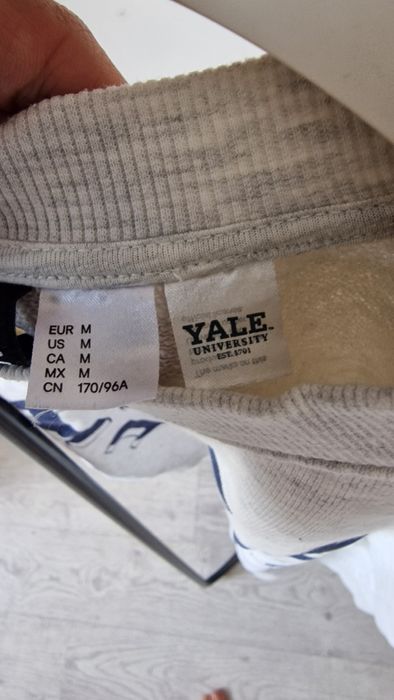 EUR M
US M
CA M
MX M
CN 170/96A
YALE
UNIVERSITY
EST. 1701